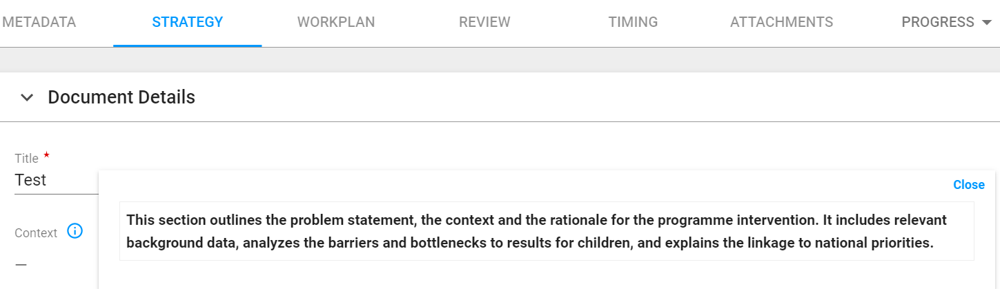 METADATA STRATEGY WORKPLAN REVIEW TIMING ATTACHMENTS PROGRESS
Document Details
Title *
Test
Close
This section outlines the problem statement, the context and the rationale for the programme intervention. It includes relevant
background data, analyzes the barriers and bottlenecks to results for children, and explains the linkage to national priorities.
Context
—